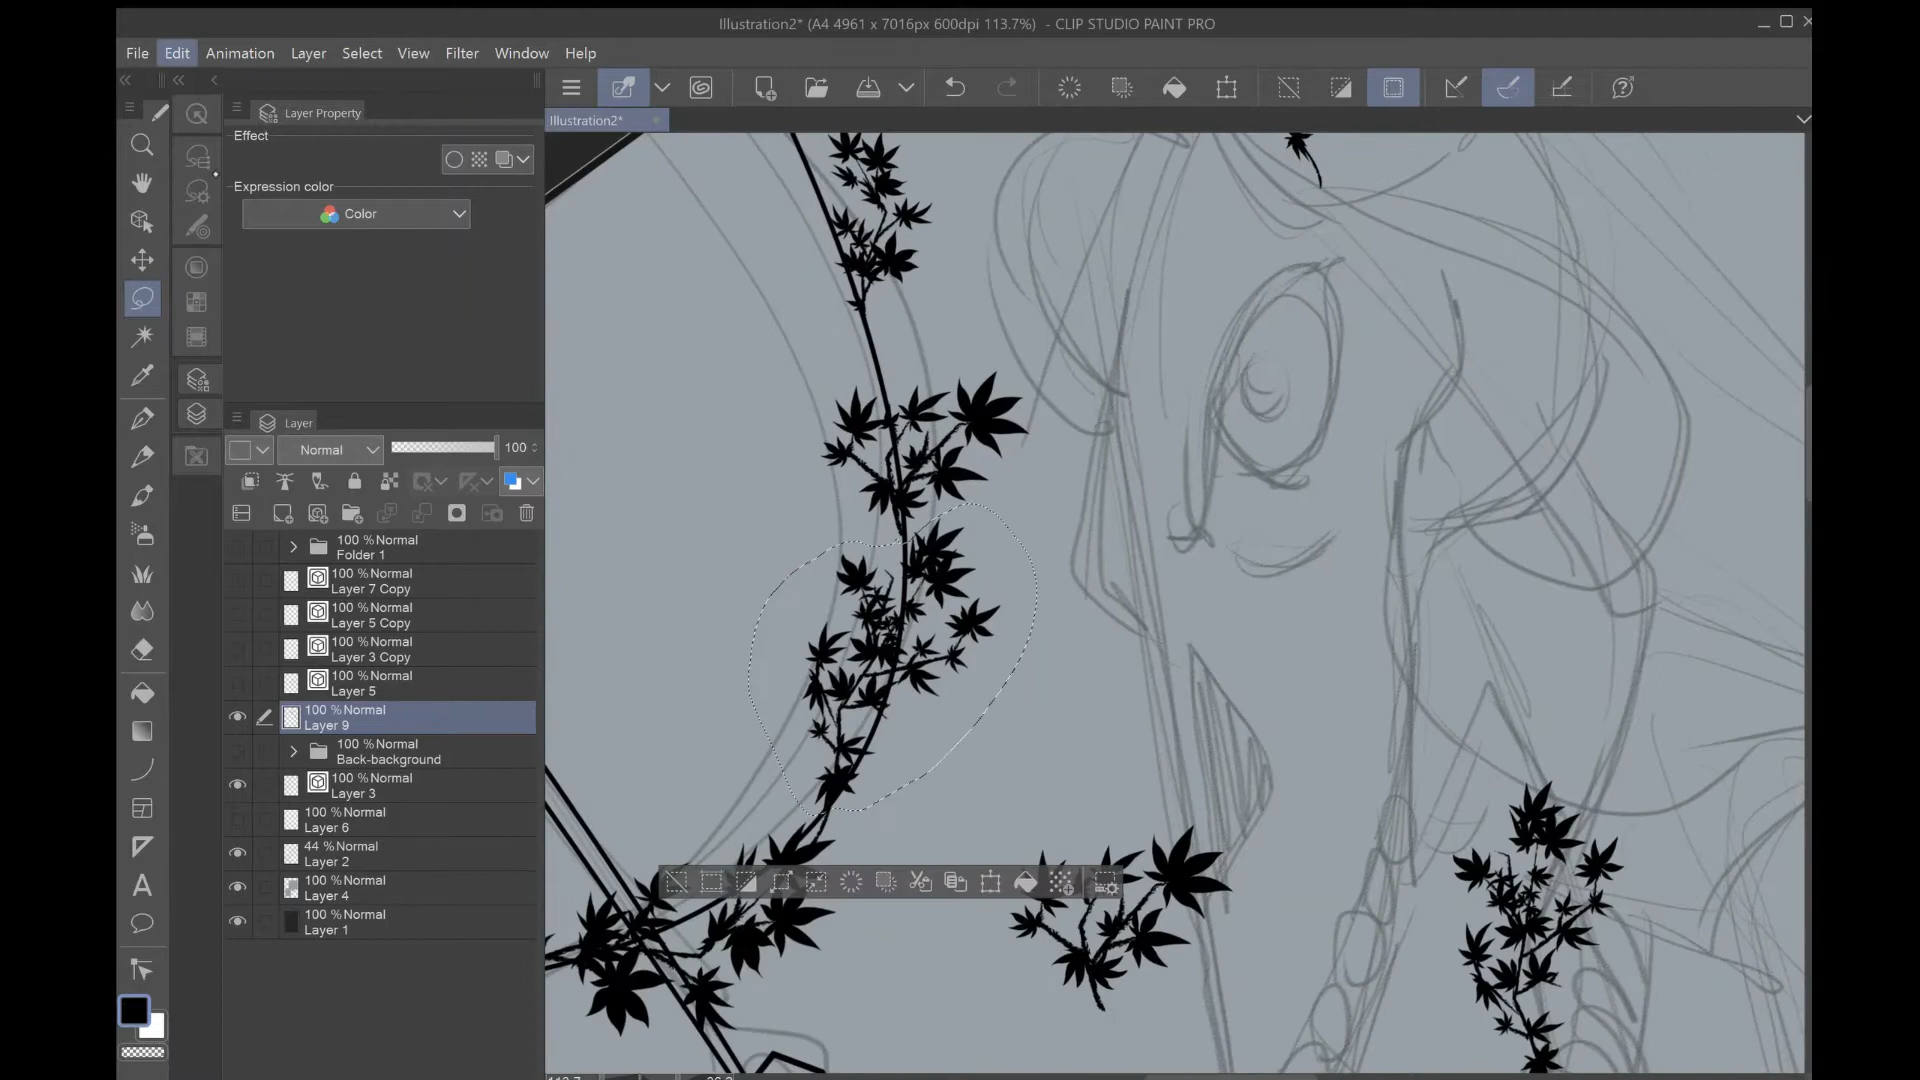 Illustration2* (A4 4961 x 7016px 600dpi 113.7%)  - CLIP STUDIO PAINT PRO
File Edit Animation Layer Select View Filter Window Help
Layer Property
Illustration2*
Effect
Expression color
Color
Layer
Normal 100
100 %Normal
Folder 1
100 %Normal
Layer 7 Copy
100 %Normal
Layer 5 Copy
100 %Normal
Layer 3 Copy
100 %Normal
Layer 5
100 %Normal
Layer 9
100 %Normal
Back-background
100 %Normal
Layer 3
100 %Normal
Layer 6
44 %Normal
Layer 2
100 %Normal
Layer 4
100 %Normal
Layer 1